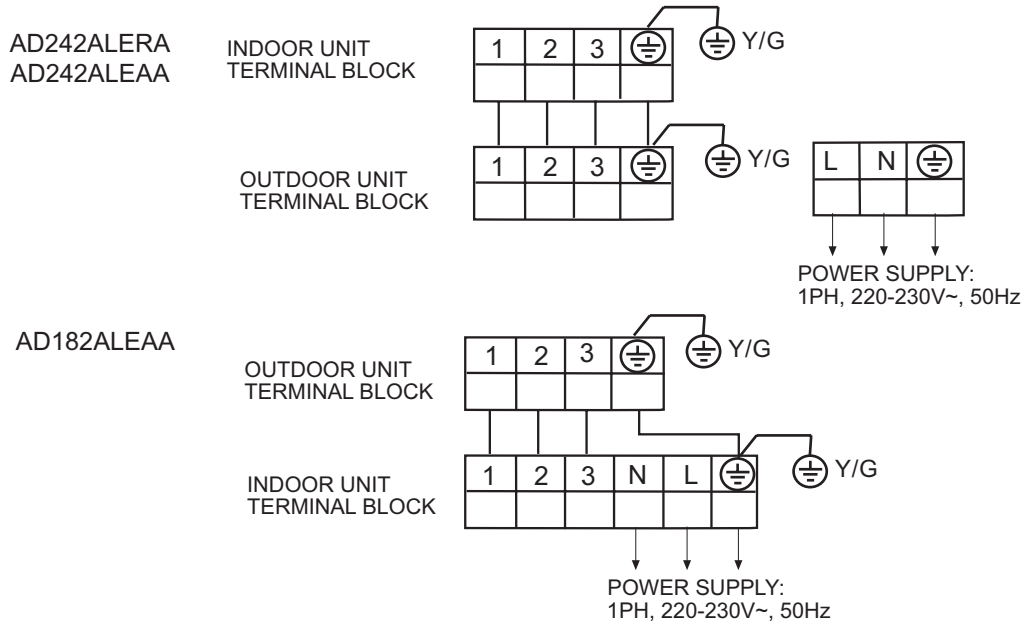 AD242ALERA
AD242ALEAA
INDOOR UNIT
TERMINAL BLOCK
1 2 3
Y/G
OUTDOOR UNIT
TERMINAL BLOCK
1 2 3
Y/G
L N
POWER SUPPLY:
1PH, 220-230V~, 50Hz
AD182ALEAA
OUTDOOR UNIT
TERMINAL BLOCK
1 2 3
Y/G
INDOOR UNIT
TERMINAL BLOCK
1 2 3 N L
Y/G
POWER SUPPLY:
1PH, 220-230V~, 50Hz